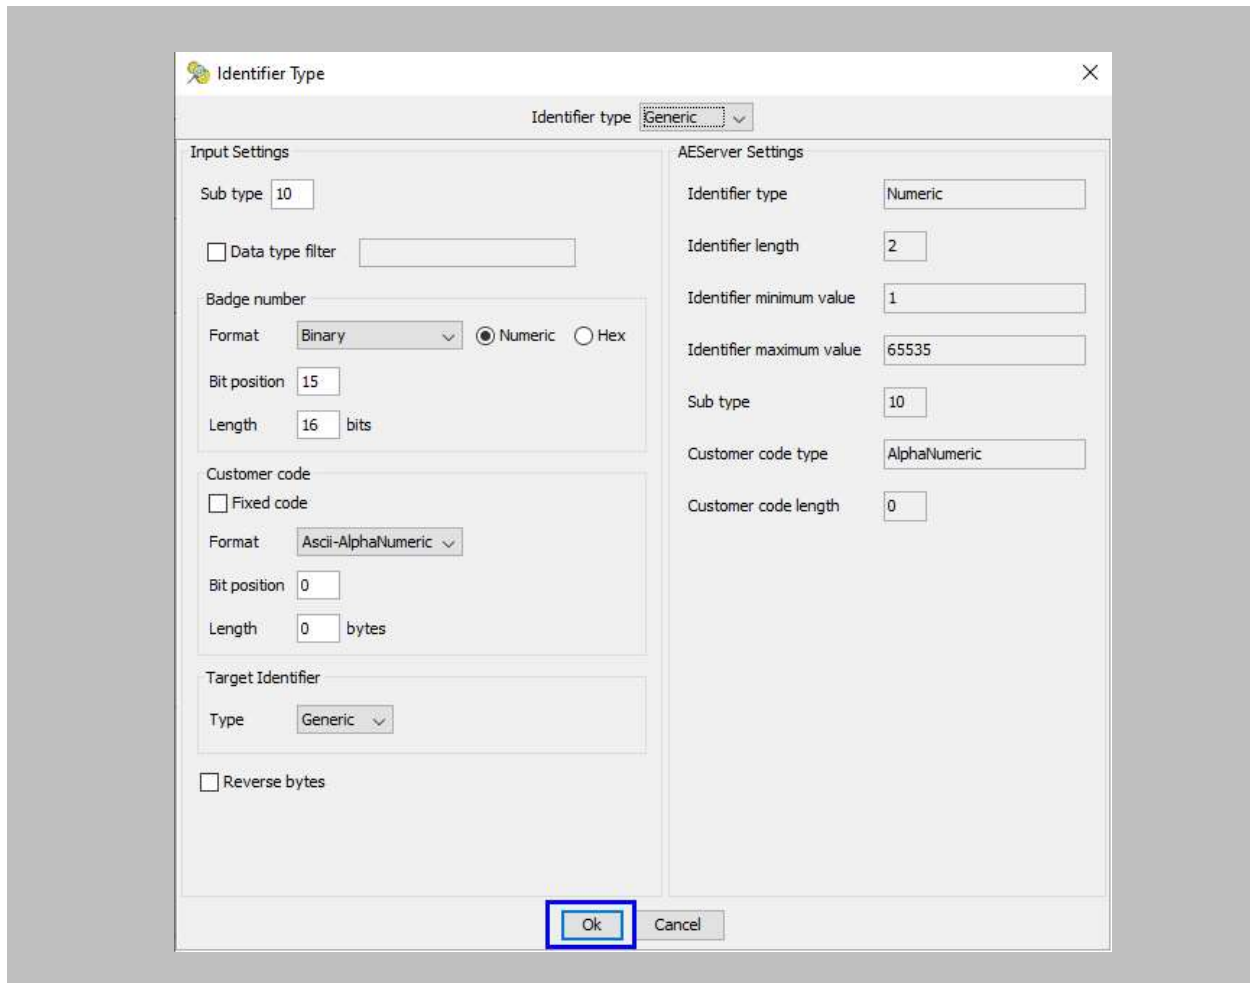 Identifier Type
Identifier type Generic
Input Settings
Sub type 10
Data type filter
Badge number
Format Binary Numeric Hex
Bit position 15
Length 16 bits
Customer code
Fixed code
Format Ascii-AlphaNumeric
Bit position 0
Length 0 bytes
Target Identifier
Type Generic
Reverse bytes
AEServer Settings
Identifier type Numeric
Identifier length 2
Identifier minimum value 1
Identifier maximum value 65535
Sub type 10
Customer code type AlphaNumeric
Customer code length 0
Ok Cancel